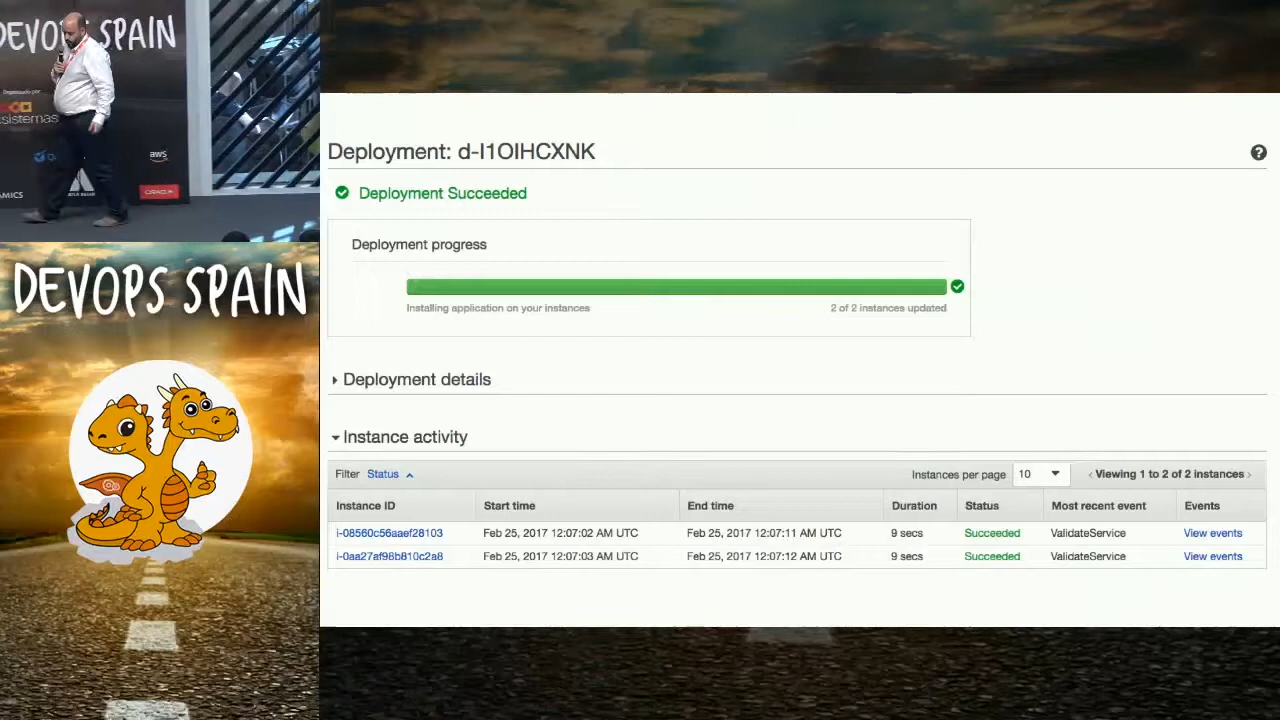 DEVOPS SPAIN
Organizado por
sistemas
aws
ORACLE
AMICS
DEVOPS SPAIN
Deployment: d-I1OIHCXNK
Deployment Succeeded
Deployment progress
Installing application on your instances 2 of 2 instances updated
Deployment details
Instance activity
Filter Status Instances per page 10 Viewing 1 to 2 of 2 instances
Instance ID Start time End time Duration Status Most recent event Events
i-08560c56aaef28103 Feb 25, 2017 12:07:02 AM UTC Feb 25, 2017 12:07:11 AM UTC 9 secs Succeeded ValidateService View events
i-0aa27af98b810c2a8 Feb 25, 2017 12:07:03 AM UTC Feb 25, 2017 12:07:12 AM UTC 9 secs Succeeded ValidateService View events